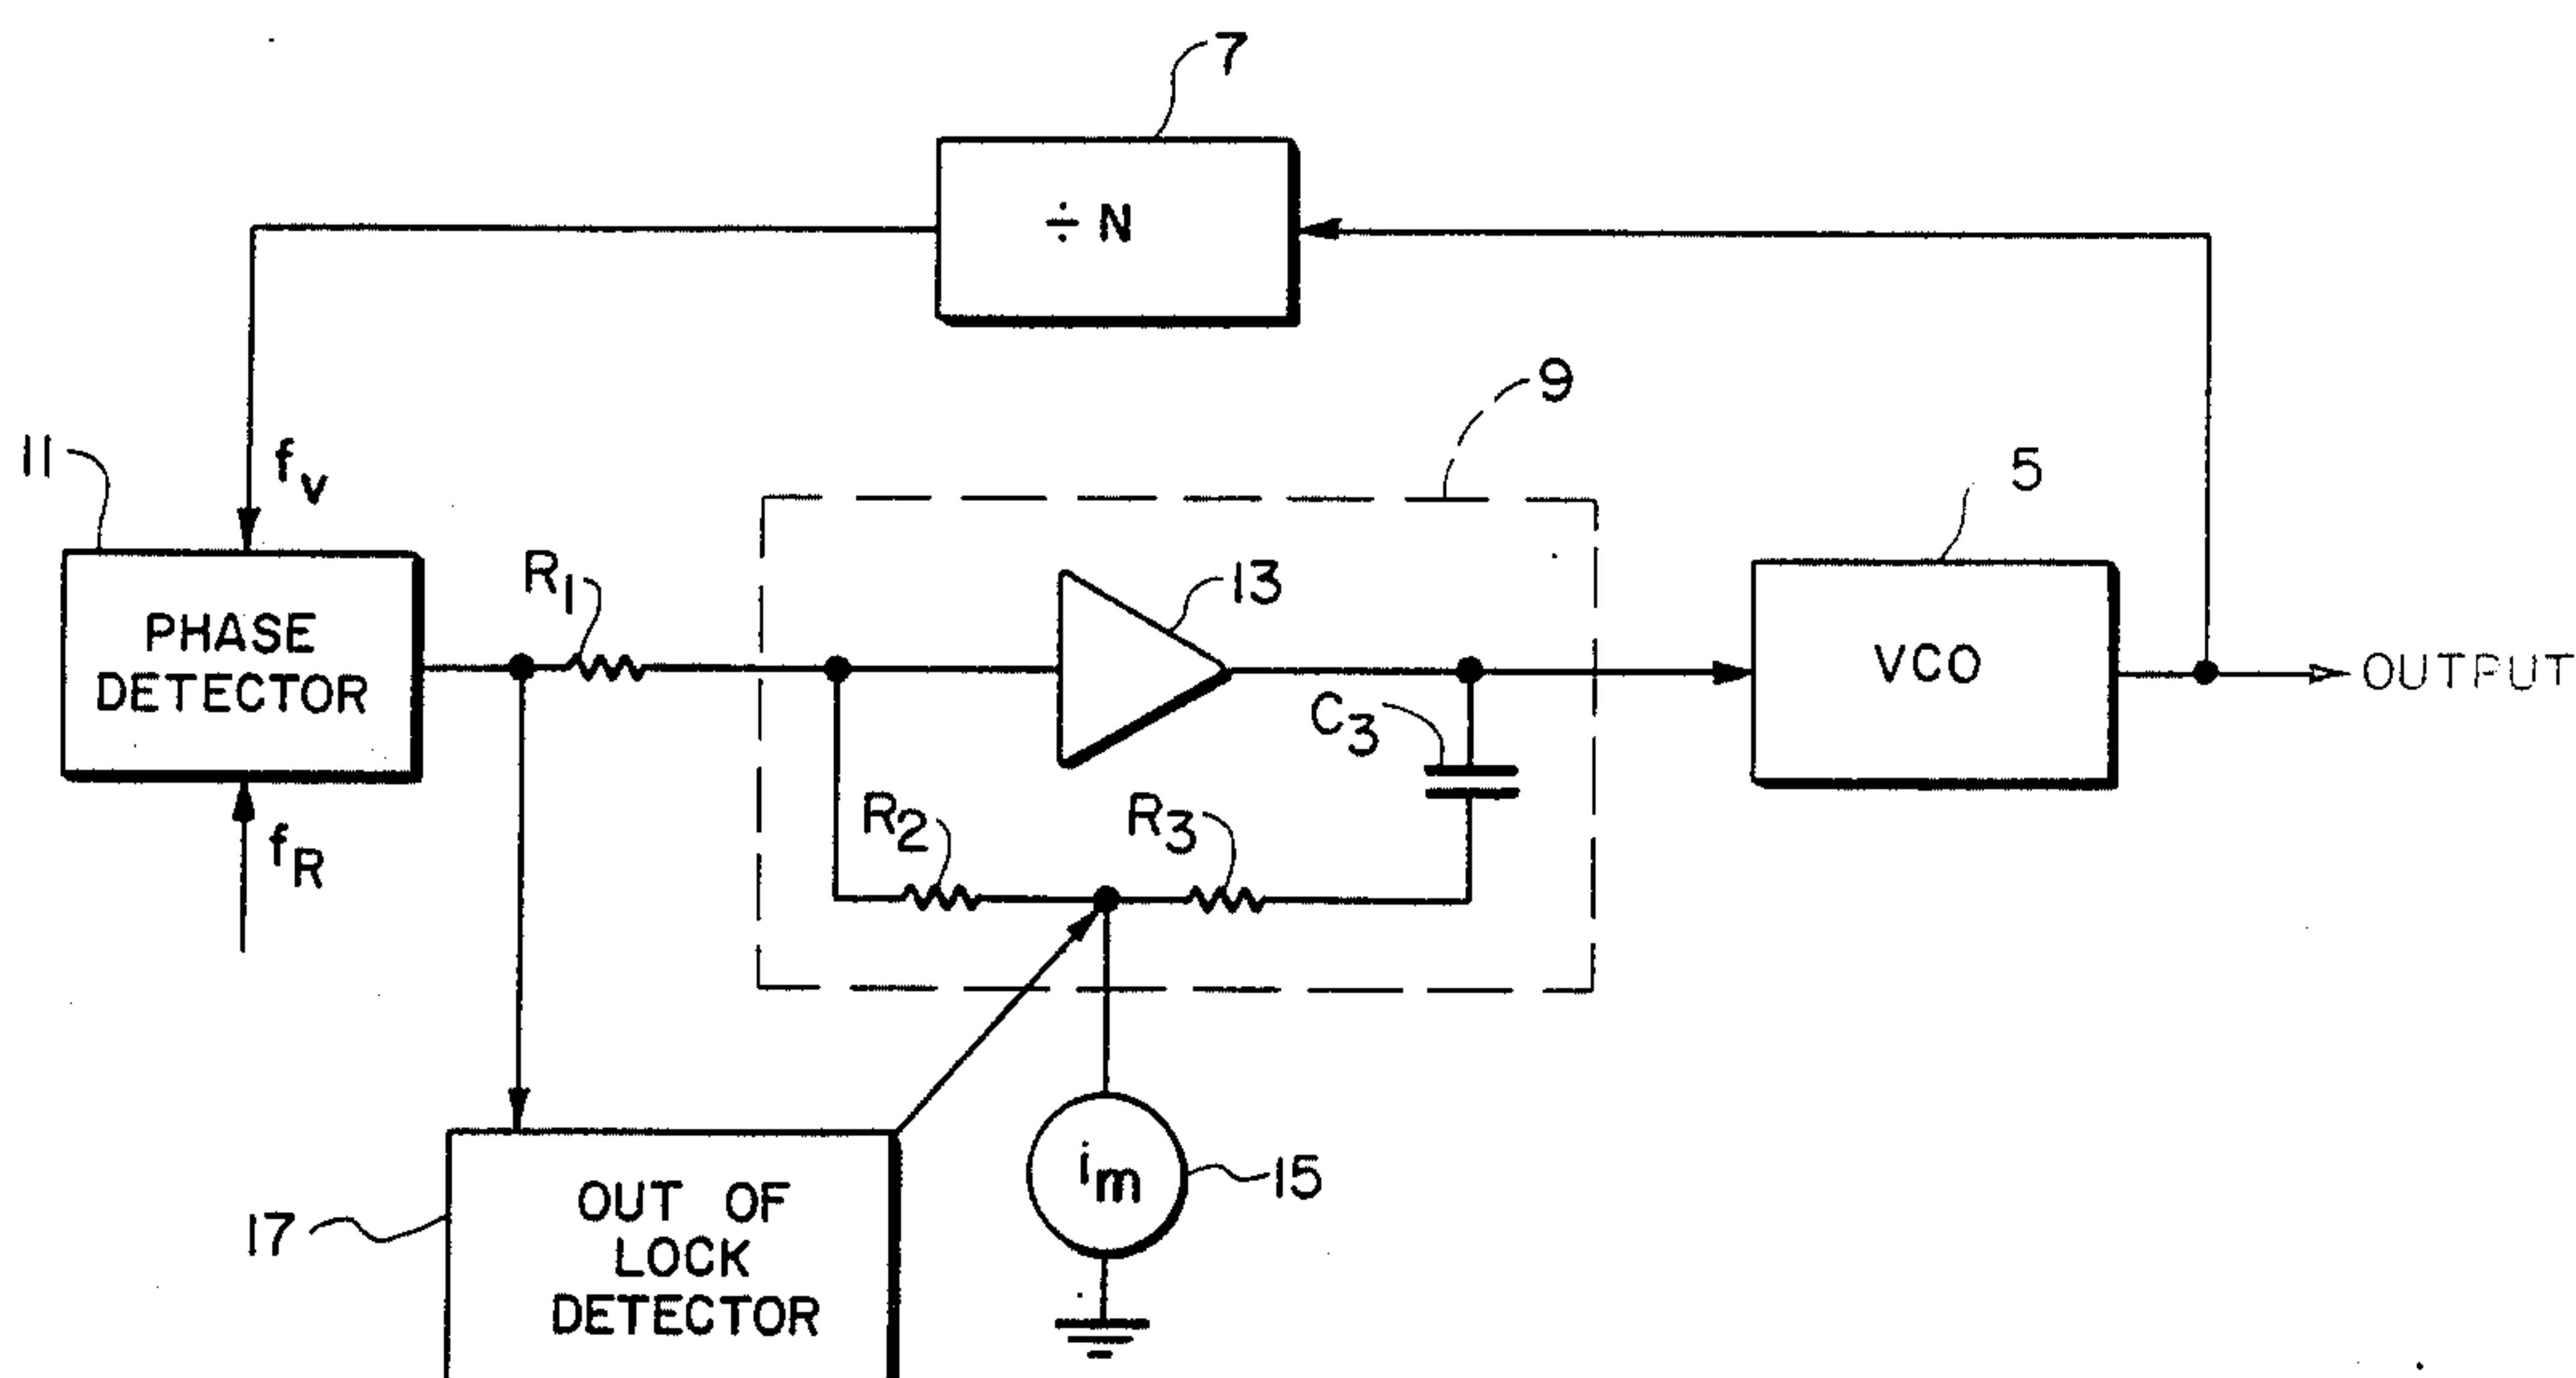 7
÷ N
9
11
fv
5
R1
13
PHASE
DETECTOR
VCO
OUTPUT
C3
R2
R3
fR
im
15
17
OUT OF
LOCK
DETECTOR